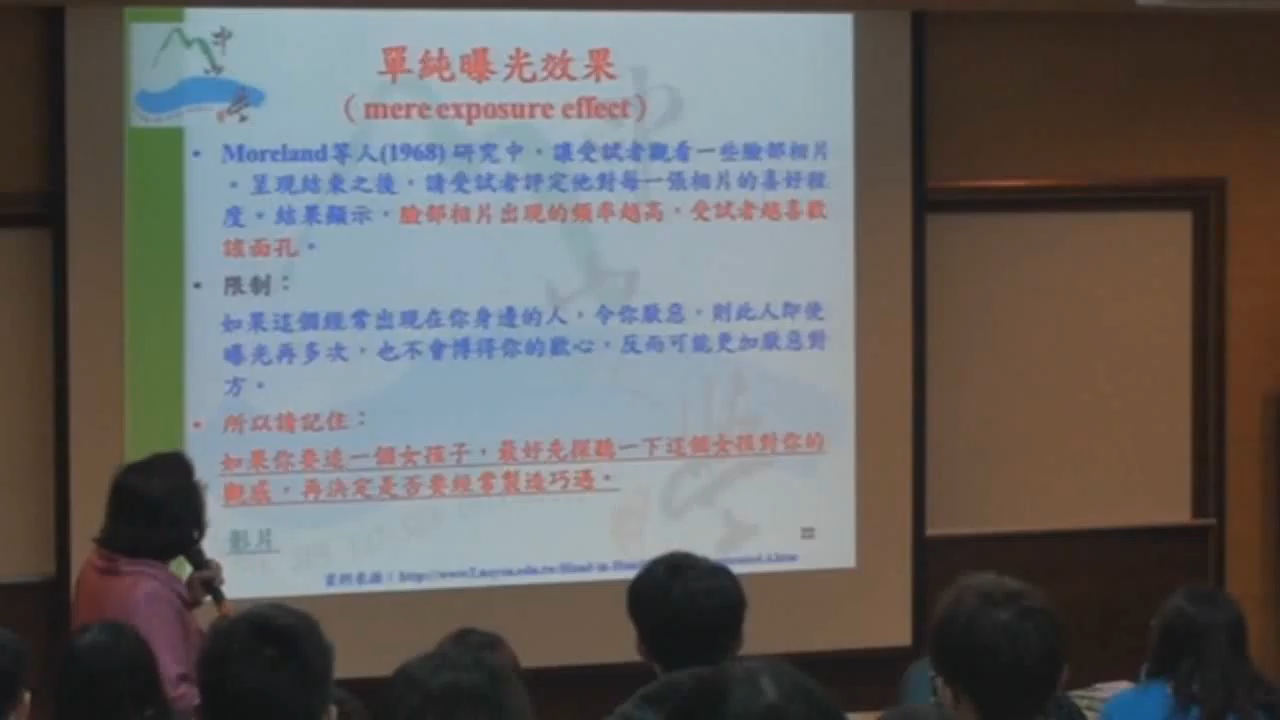 單純曝光效果
（mere exposure effect）
• Moreland等人(1968) 研究中，讓受試者觀看一些臉部相片
。呈現結束之後，請受試者評定他對每一張相片的喜好程
度。結果顯示，臉部相片出現的頻率越高，受試者越喜歡
該面孔。
• 限制：
如果這個經常出現在你身邊的人，令你厭惡，則此人即使
曝光再多次，也不會博得你的歡心，反而可能更加厭惡對
方。
• 所以請記住：
如果你要追一個女孩子，最好先探聽一下這個女孩對你的
觀感，再決定是否要經常製造巧遇。
影片
22